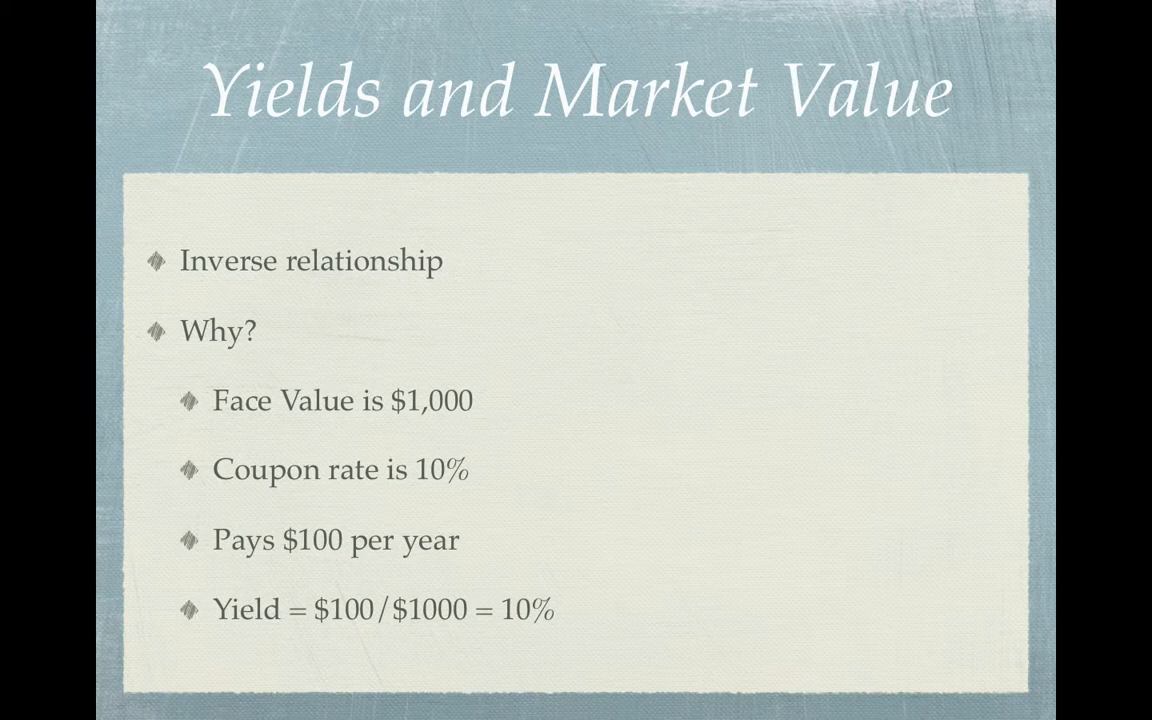 Yields and Market Value
Inverse relationship
Why?
Face Value is $1,000
Coupon rate is 10%
Pays $100 per year
Yield = $100/$1000 = 10%